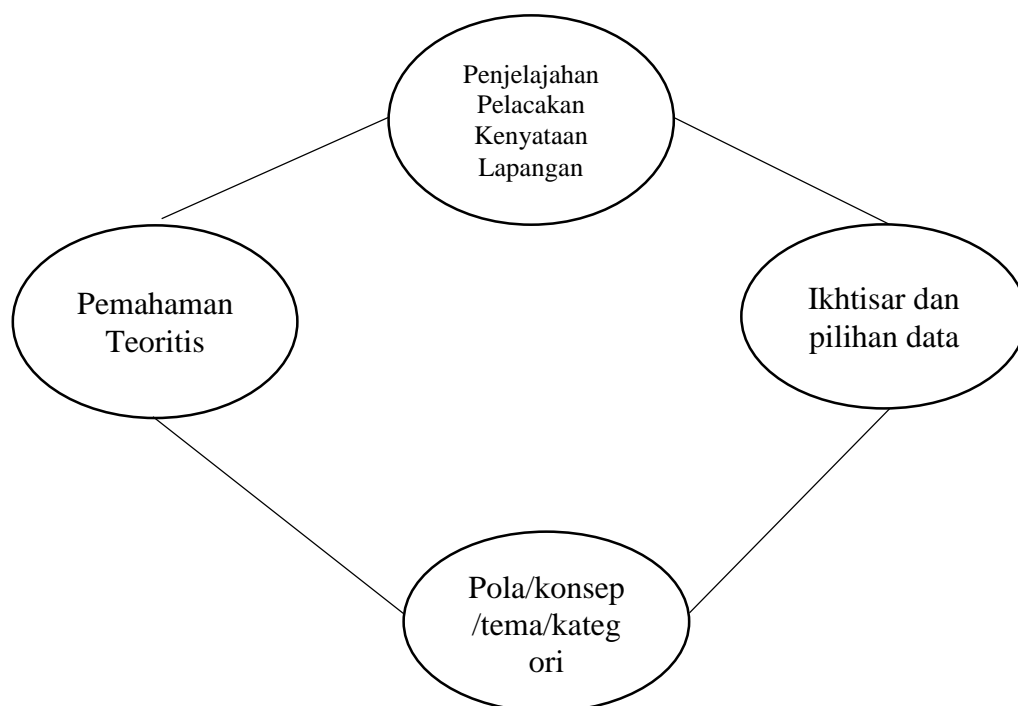 Penjelajahan
Pelacakan
Kenyataan
Lapangan
Pemahaman
Teoritis
Ikhtisar dan
pilihan data
Pola/konsep
/tema/kateg
ori